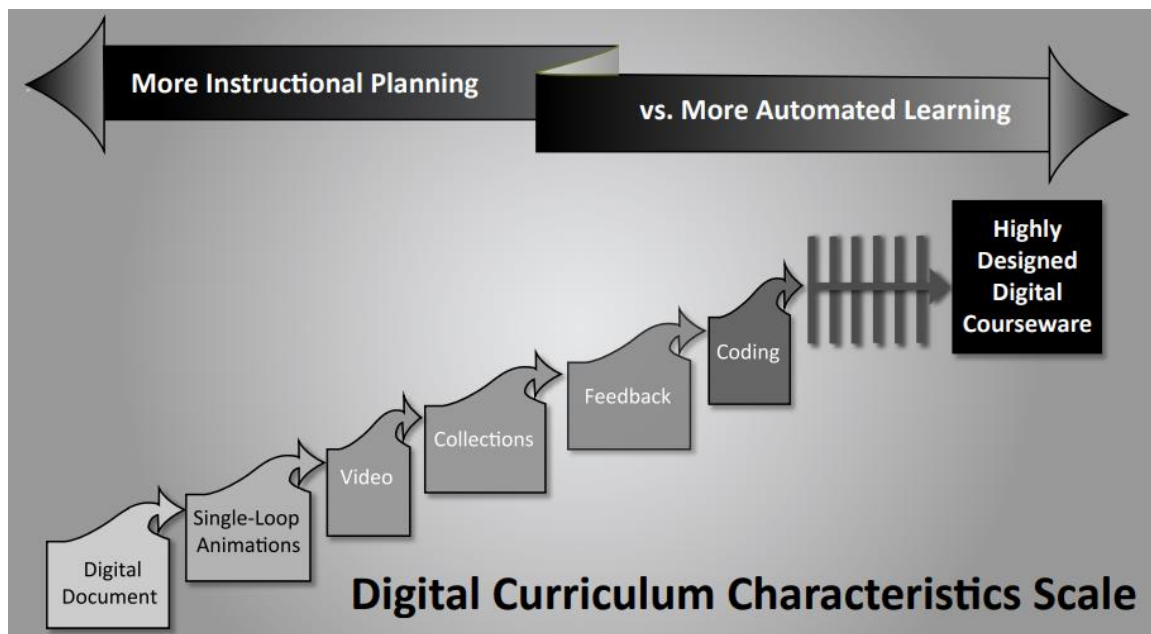 More Instructional Planning
vs. More Automated Learning
Highly
Designed
Digital
Courseware
Coding
Feedback
Collections
Video
Single-Loop
Animations
Digital
Document
Digital Curriculum Characteristics Scale